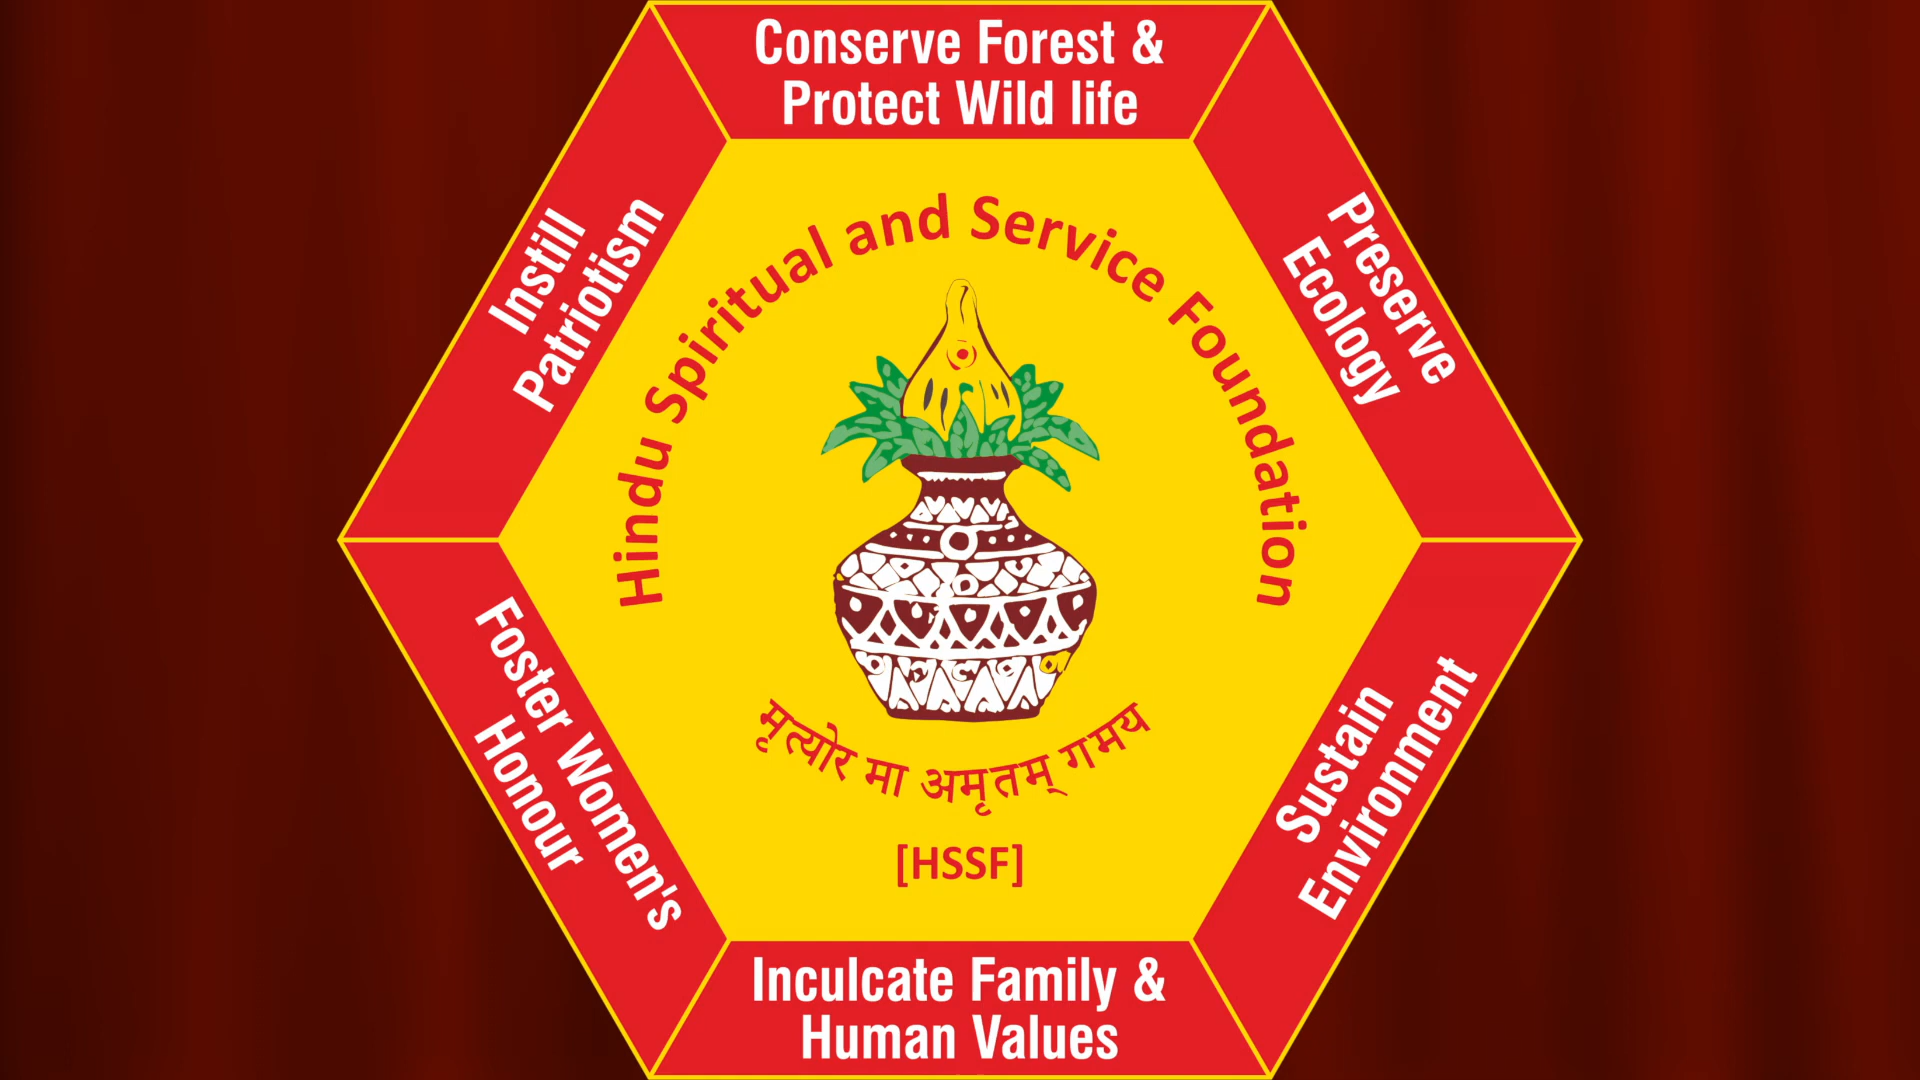 Conserve Forest &
Protect Wild life
Preserve
Ecology
Sustain
Environment
Inculcate Family &
Human Values
Foster Women's
Honour
Instill
Patriotism
Hindu Spiritual and Service Foundation
मृत्योर मा अमृतम् गमय
[HSSF]